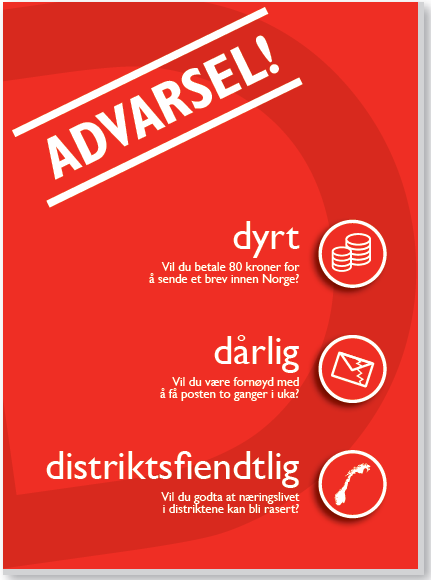 ADVARSEL!
dyrt
Vil du betale 80 kroner for
å sende et brev innen Norge?
dårlig
Vil du være fornøyd med
å få posten to ganger i uka?
distriktsfiendtlig
Vil du godta at næringslivet
i distriktene kan bli rasert?